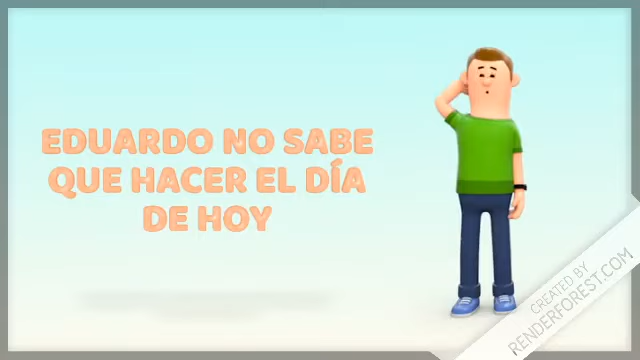 EDUARDO NO SABE
QUE HACER EL DÍA
DE HOY
CREATED BY
RENDERFOREST.COM